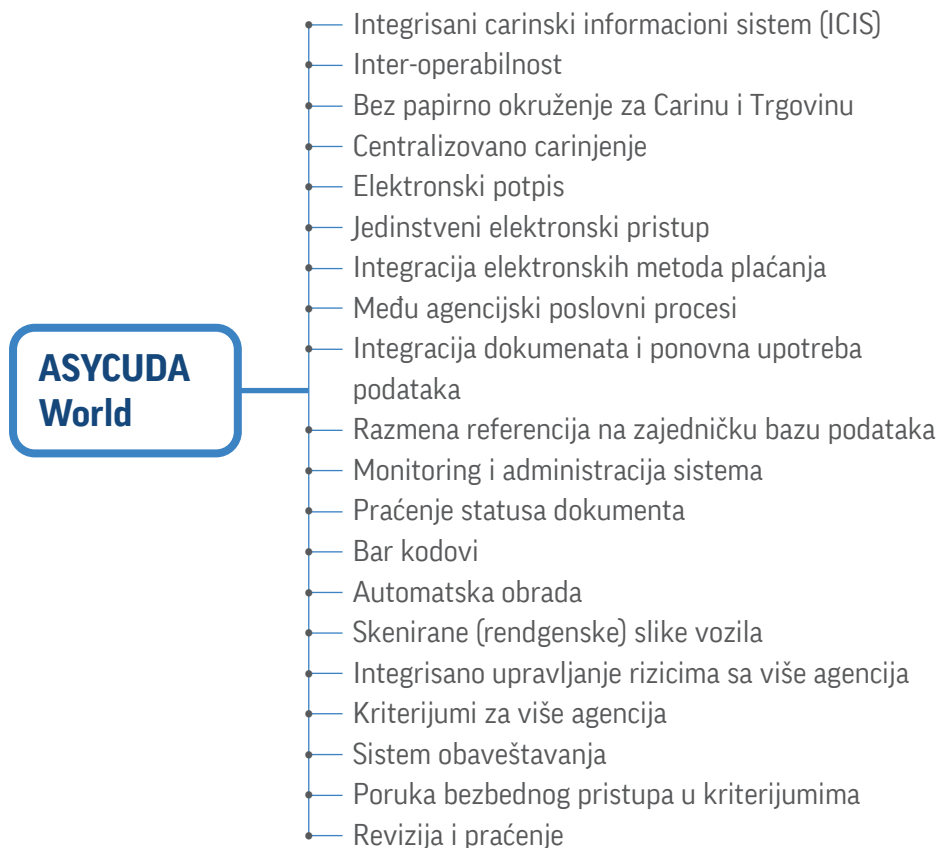 Integrisani carinski informacioni sistem (ICIS)
Inter-operabilnost
Bez papirno okruženje za Carinu i Trgovinu
Centralizovano carinjenje
Elektronski potpis
Jedinstveni elektronski pristup
Integracija elektronskih metoda plaćanja
Među agencijski poslovni procesi
Integracija dokumenata i ponovna upotreba
podataka
Razmena referencija na zajedničku bazu podataka
Monitoring i administracija sistema
Praćenje statusa dokumenta
Bar kodovi
Automatska obrada
Skenirane (rendgenske) slike vozila
Integrisano upravljanje rizicima sa više agencija
Kriterijumi za više agencija
Sistem obaveštavanja
Poruka bezbednog pristupa u kriterijumima
Revizija i praćenje
ASYCUDA
World